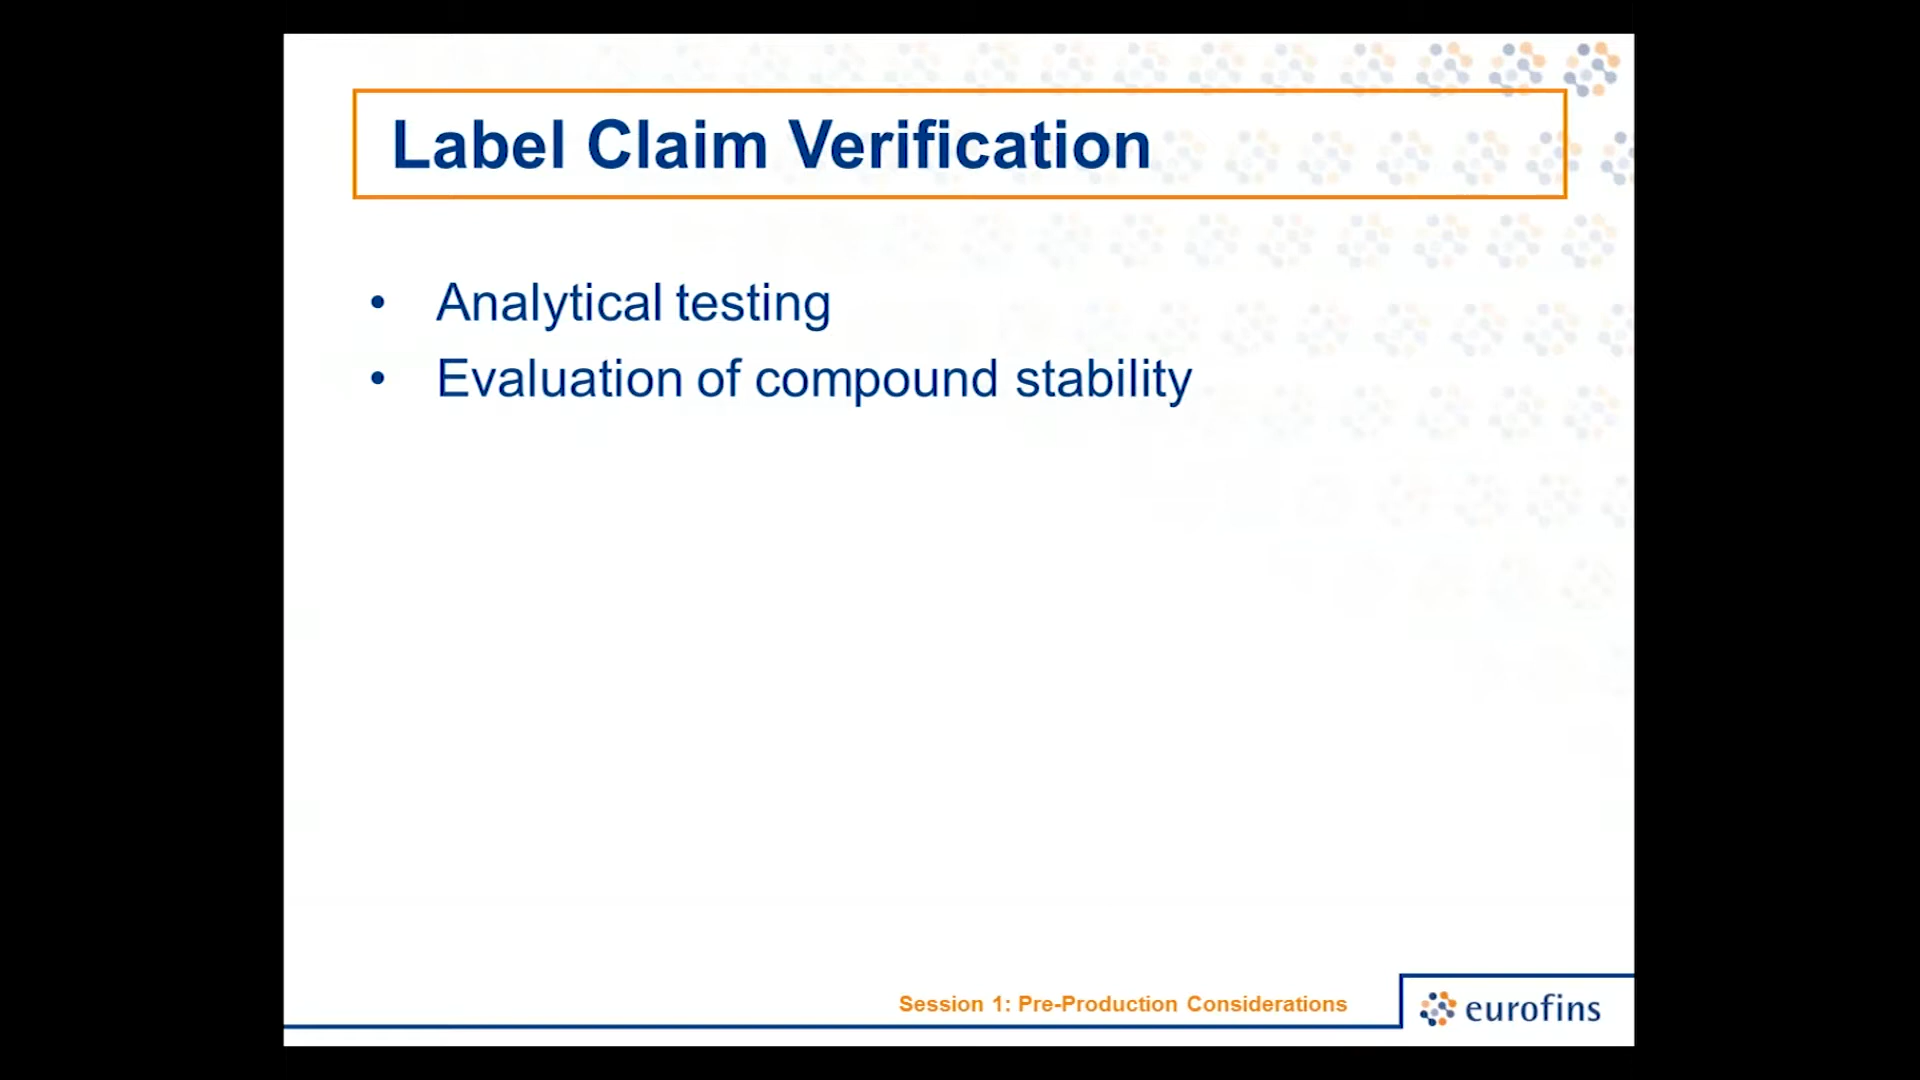 Label Claim Verification
• Analytical testing
• Evaluation of compound stability
Session 1: Pre-Production Considerations
eurofins